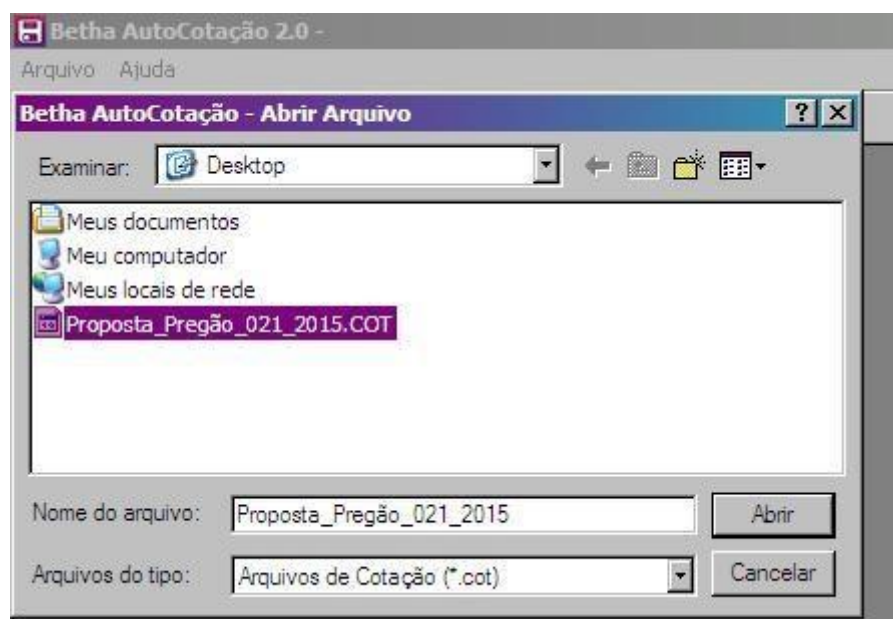 Betha AutoCotação 2.0 -
Arquivo Ajuda
Betha AutoCotação - Abrir Arquivo
Examinar: Desktop
Meus documentos
Meu computador
Meus locais de rede
Proposta_Pregão_021_2015.COT
Nome do arquivo: Proposta_Pregão_021_2015 Abrir
Arquivos do tipo: Arquivos de Cotação (*.cot) Cancelar